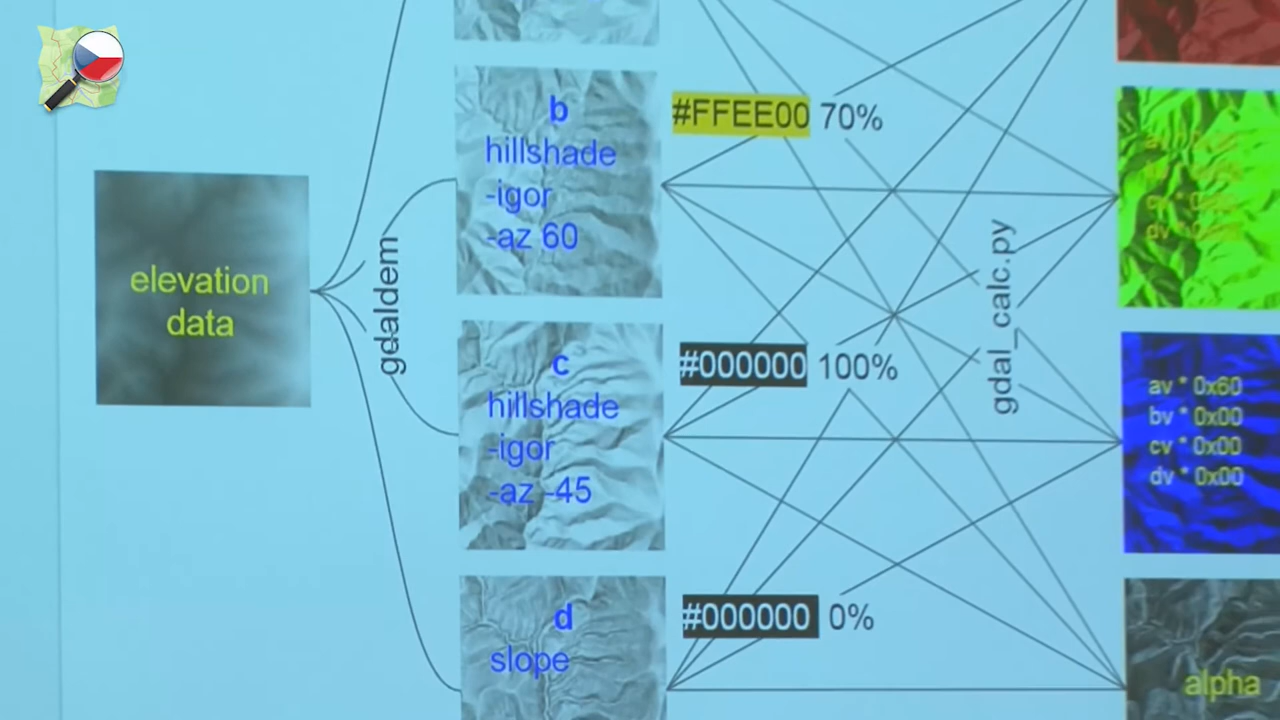 elevation
data
gdaldem
b
hillshade
-igor
-az 60
#FFEE00 70%
c
hillshade
-igor
-az -45
#000000 100%
d
slope
#000000 0%
gdal_calc.py
av * 0x60
bv * 0x00
cv * 0x00
dv * 0x00
alpha